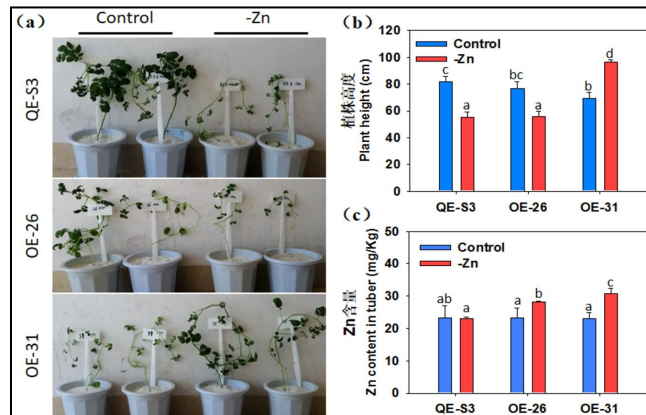 (a)
Control
-Zn
QE-S3
OE-26
OE-31
(b)
植株高度
Plant height (cm)
120
100
80
60
40
20
0
Control
-Zn
c
a
bc
a
b
d
QE-S3
OE-26
OE-31
(c)
Zn含量
Zn content in tuber (mg/Kg)
50
40
30
20
10
0
Control
-Zn
ab
a
a
b
a
c
QE-S3
OE-26
OE-31